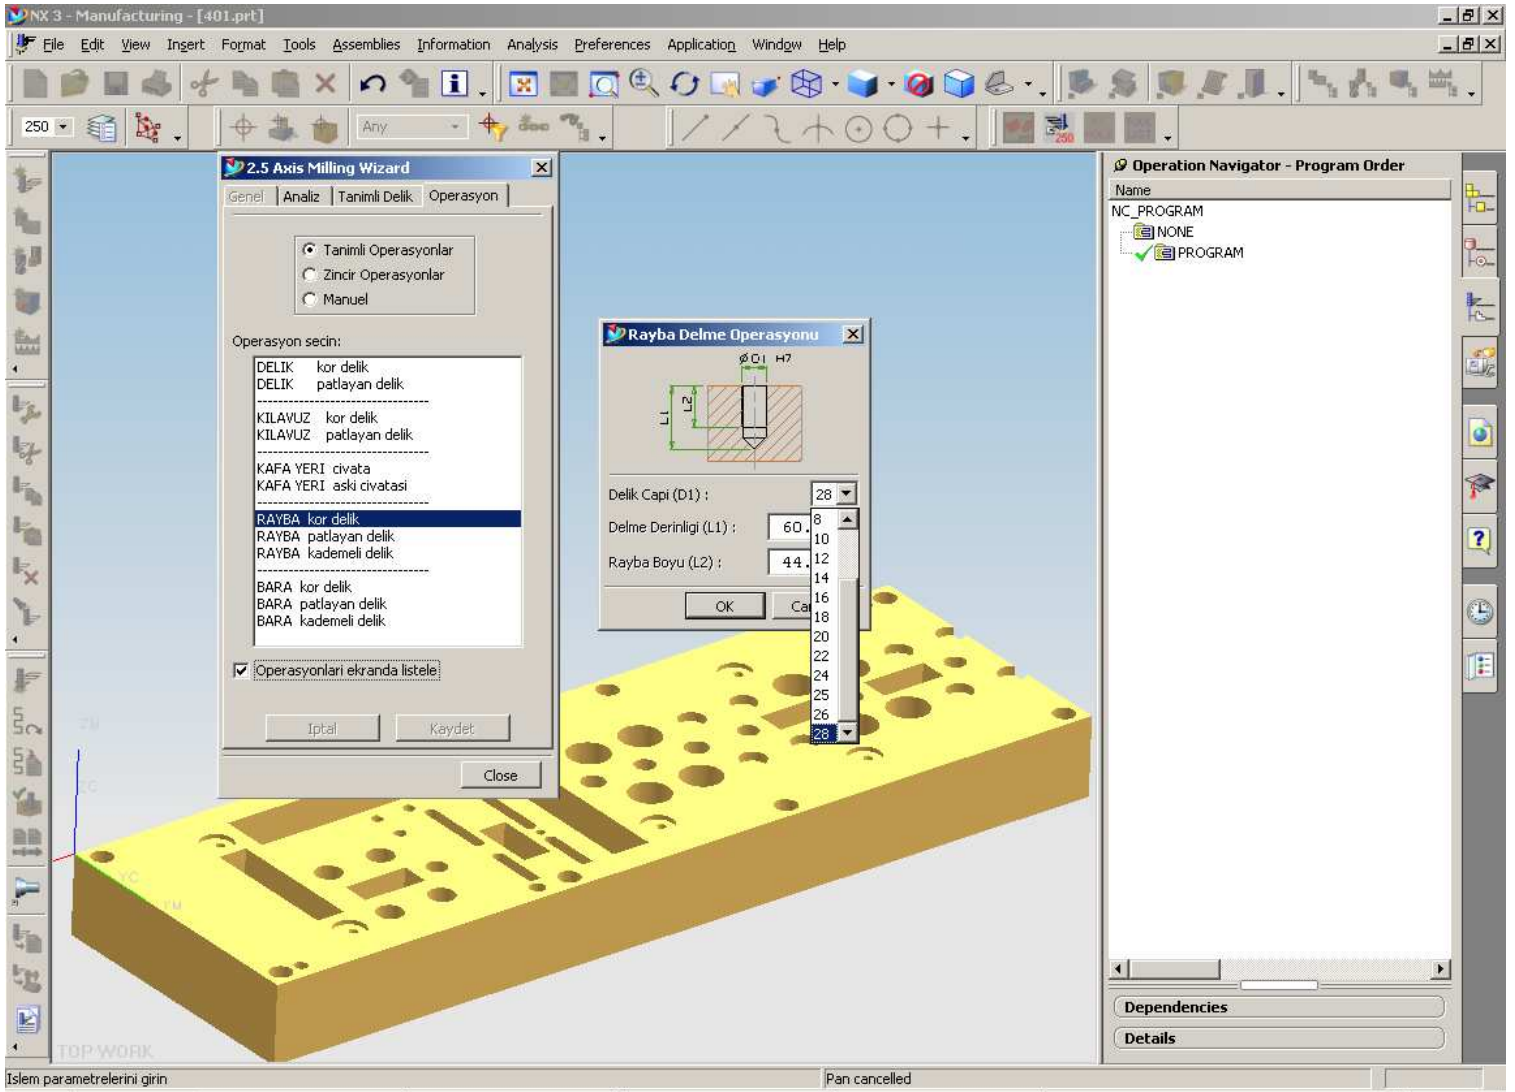 NX 3 - Manufacturing - [401.prt]
File Edit View Insert Format Tools Assemblies Information Analysis Preferences Application Window Help
250 Any 250
2.5 Axis Milling Wizard
Genel Analiz Tanimli Delik Operasyon
Tanimli Operasyonlar
Zincir Operasyonlar
Manuel
Operasyon secin:
DELIK kor delik
DELIK patlayan delik
------------------------------
KILAVUZ kor delik
KILAVUZ patlayan delik
------------------------------
KAFA YERI civata
KAFA YERI aski civatasi
------------------------------
RAYBA kor delik
RAYBA patlayan delik
RAYBA kademeli delik
------------------------------
BARA kor delik
BARA patlayan delik
BARA kademeli delik
Operasyonlari ekranda listele
Iptal Kaydet
Close
Rayba Delme Operasyonu
Ø D1 H7
L1
L2
Delik Capi (D1) : 28
Delme Derinligi (L1) : 60.
Rayba Boyu (L2) : 44.
OK
8
10
12
14
16
18
20
22
24
25
26
28
Operation Navigator - Program Order
Name
NC_PROGRAM
NONE
PROGRAM
Dependencies
Details
ZM
ZC
YC
YM
TOP WORK
Islem parametrelerini girin
Pan cancelled